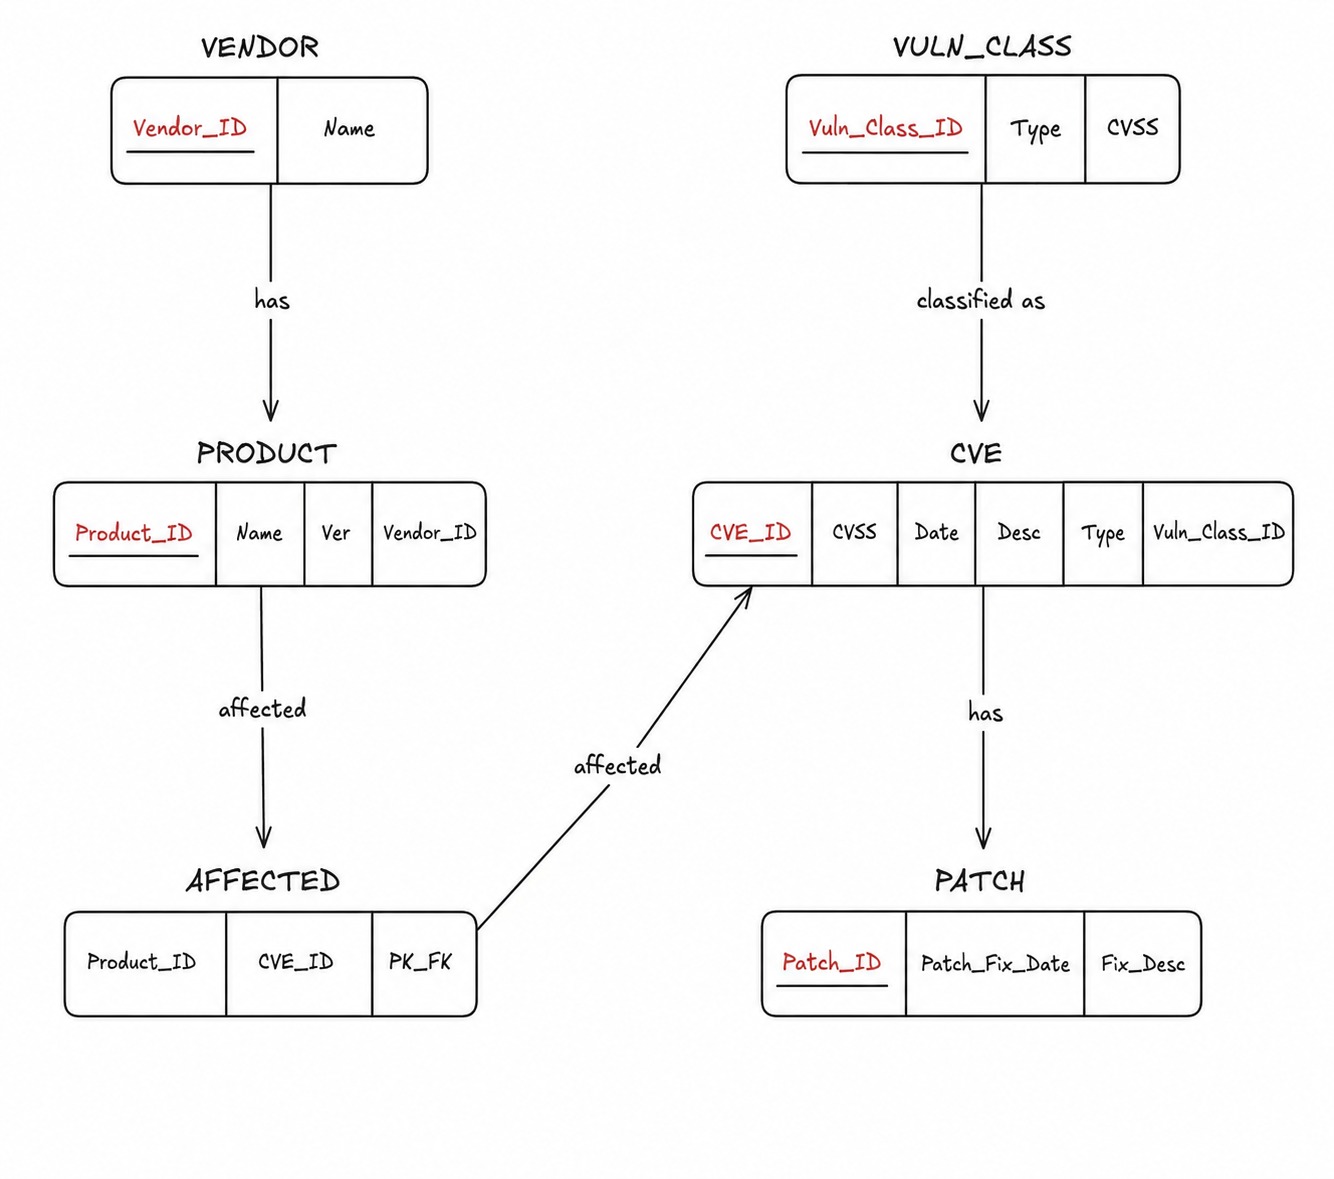 VENDOR
Vendor_ID Name
has
PRODUCT
Product_ID Name Ver Vendor_ID
affected
AFFECTED
Product_ID CVE_ID PK_FK
affected
VULN_CLASS
Vuln_Class_ID Type CVSS
classified as
CVE
CVE_ID CVSS Date Desc Type Vuln_Class_ID
has
PATCH
Patch_ID Patch_Fix_Date Fix_Desc